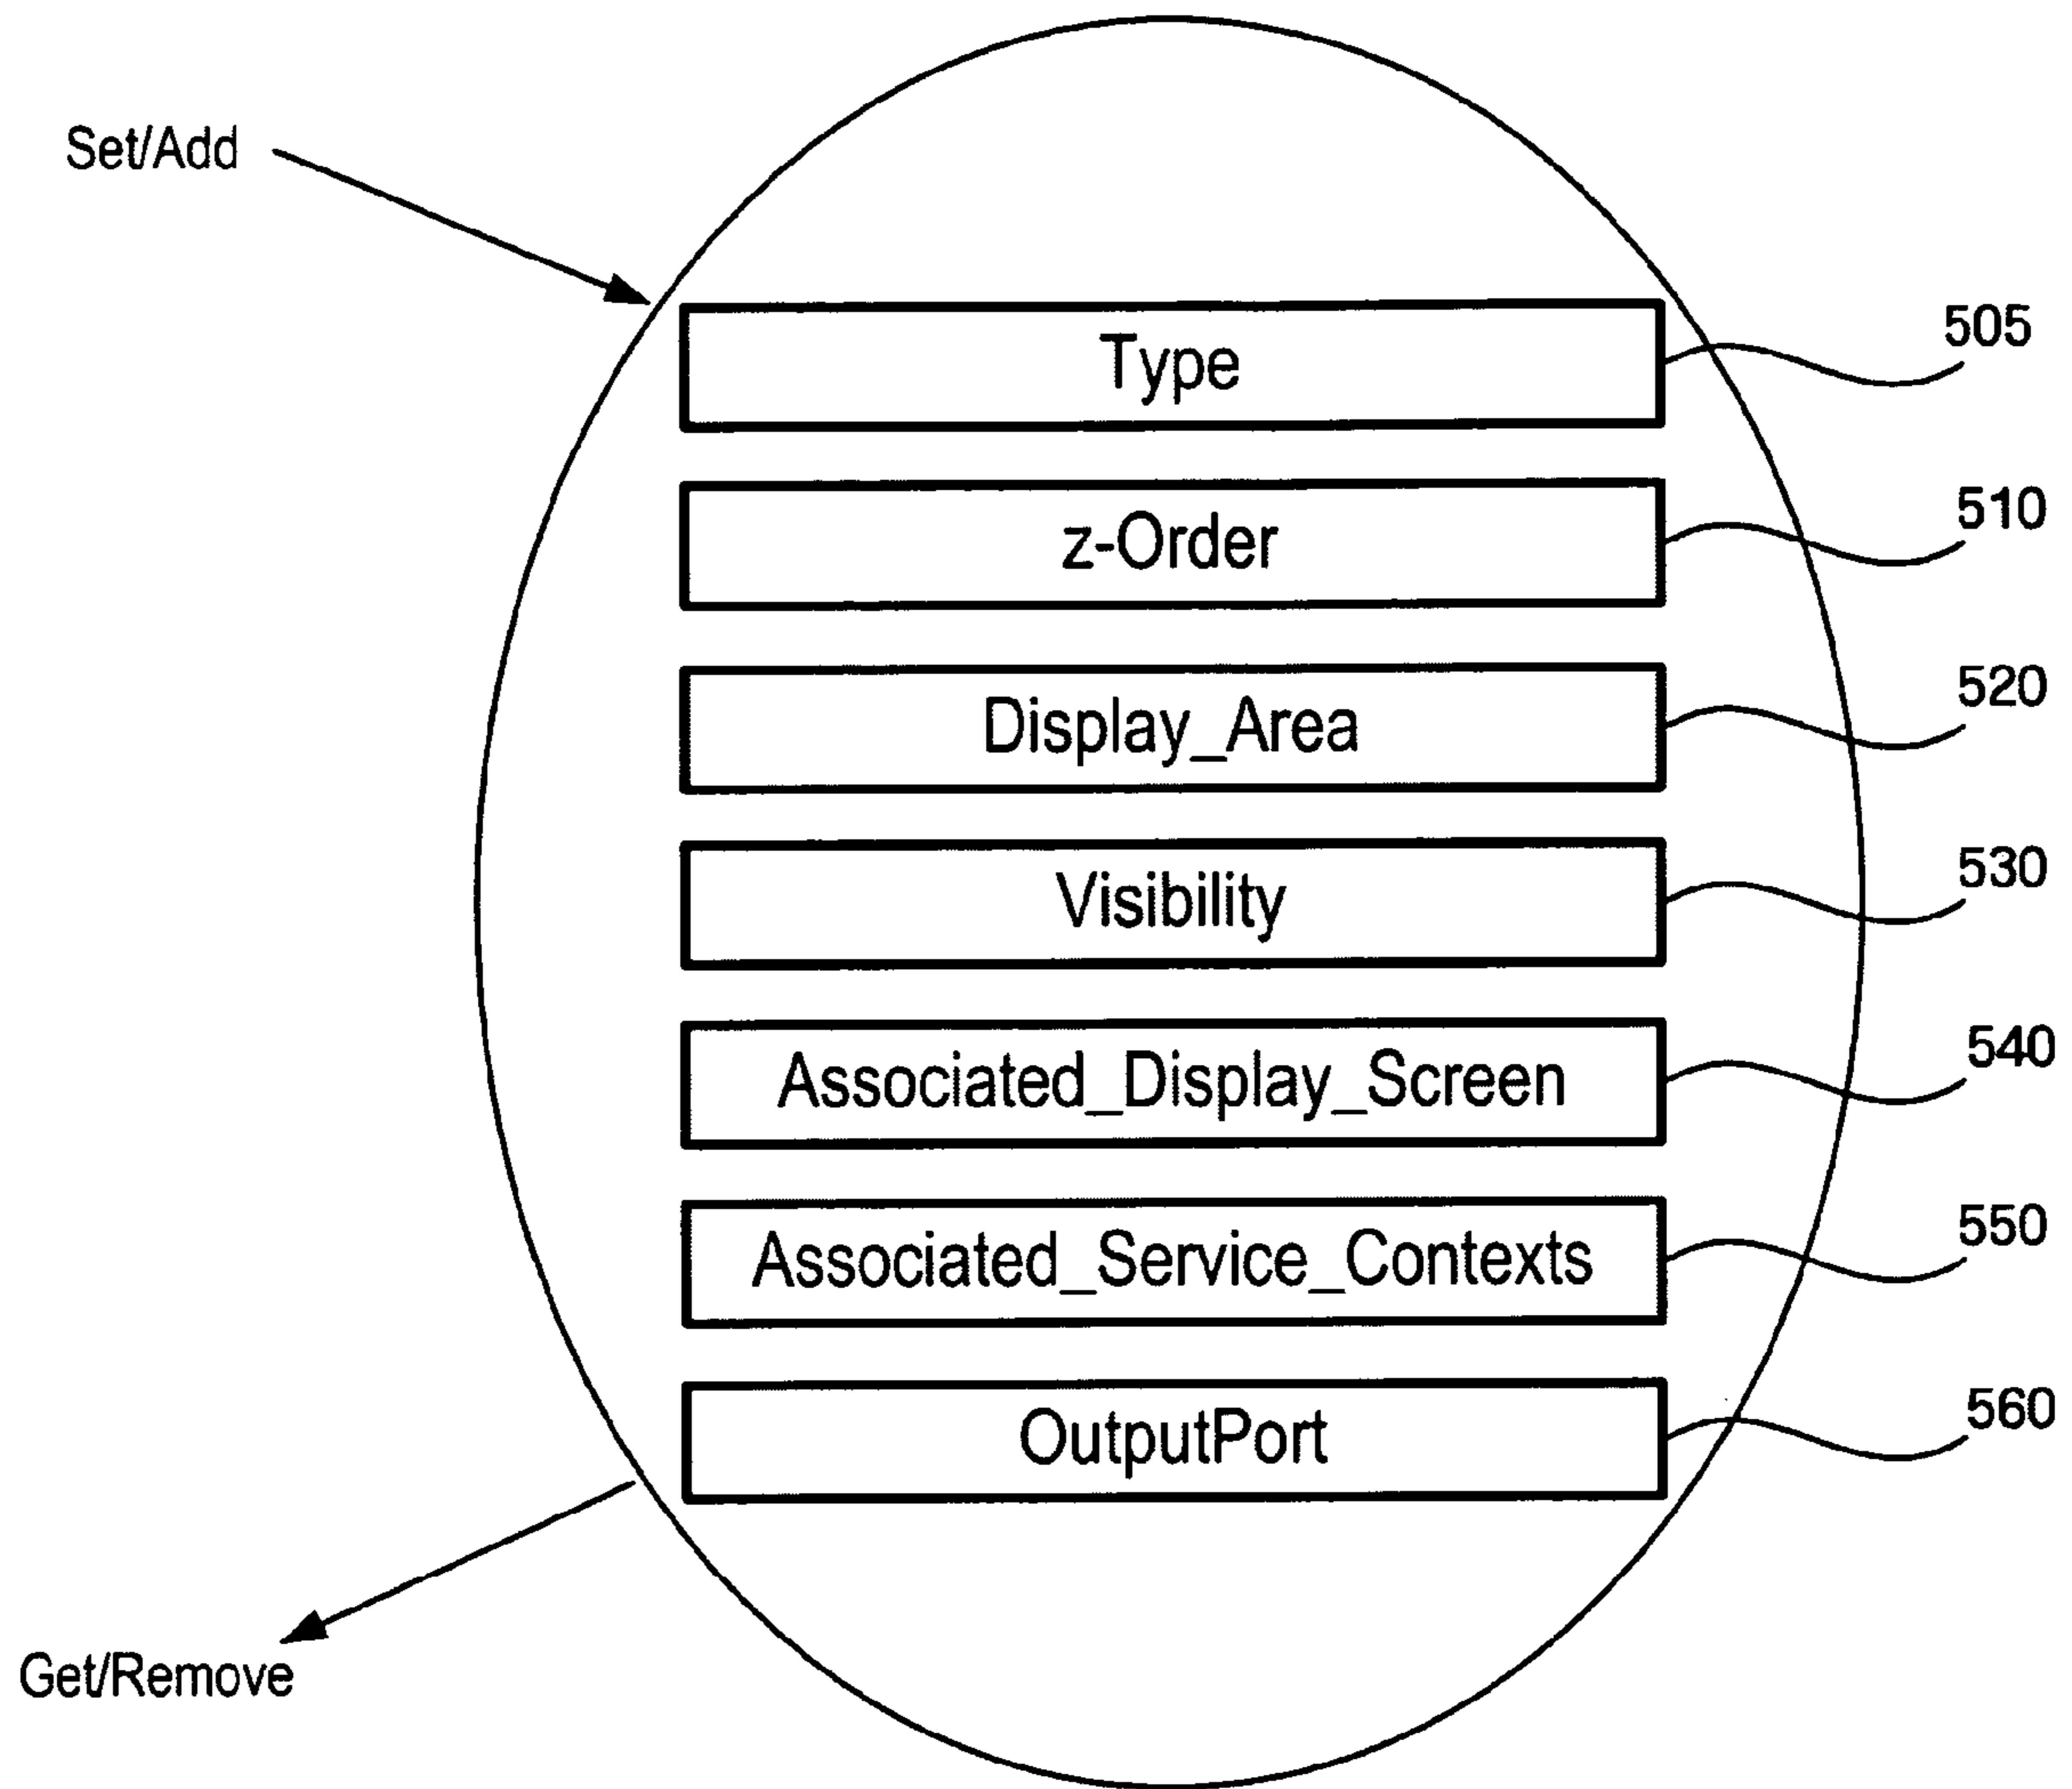 Set/Add
Type
505
z-Order
510
Display_Area
520
Visibility
530
Associated_Display_Screen
540
Associated_Service_Contexts
550
OutputPort
560
Get/Remove